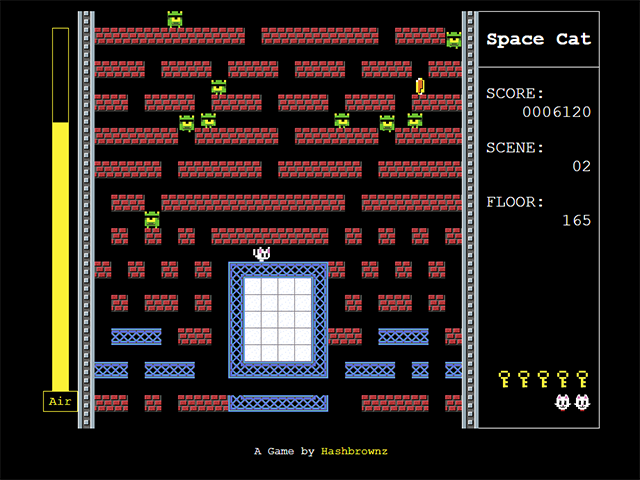 Space Cat
SCORE:
0006120
SCENE:
02
FLOOR:
165
Air
A Game by Hashbrownz